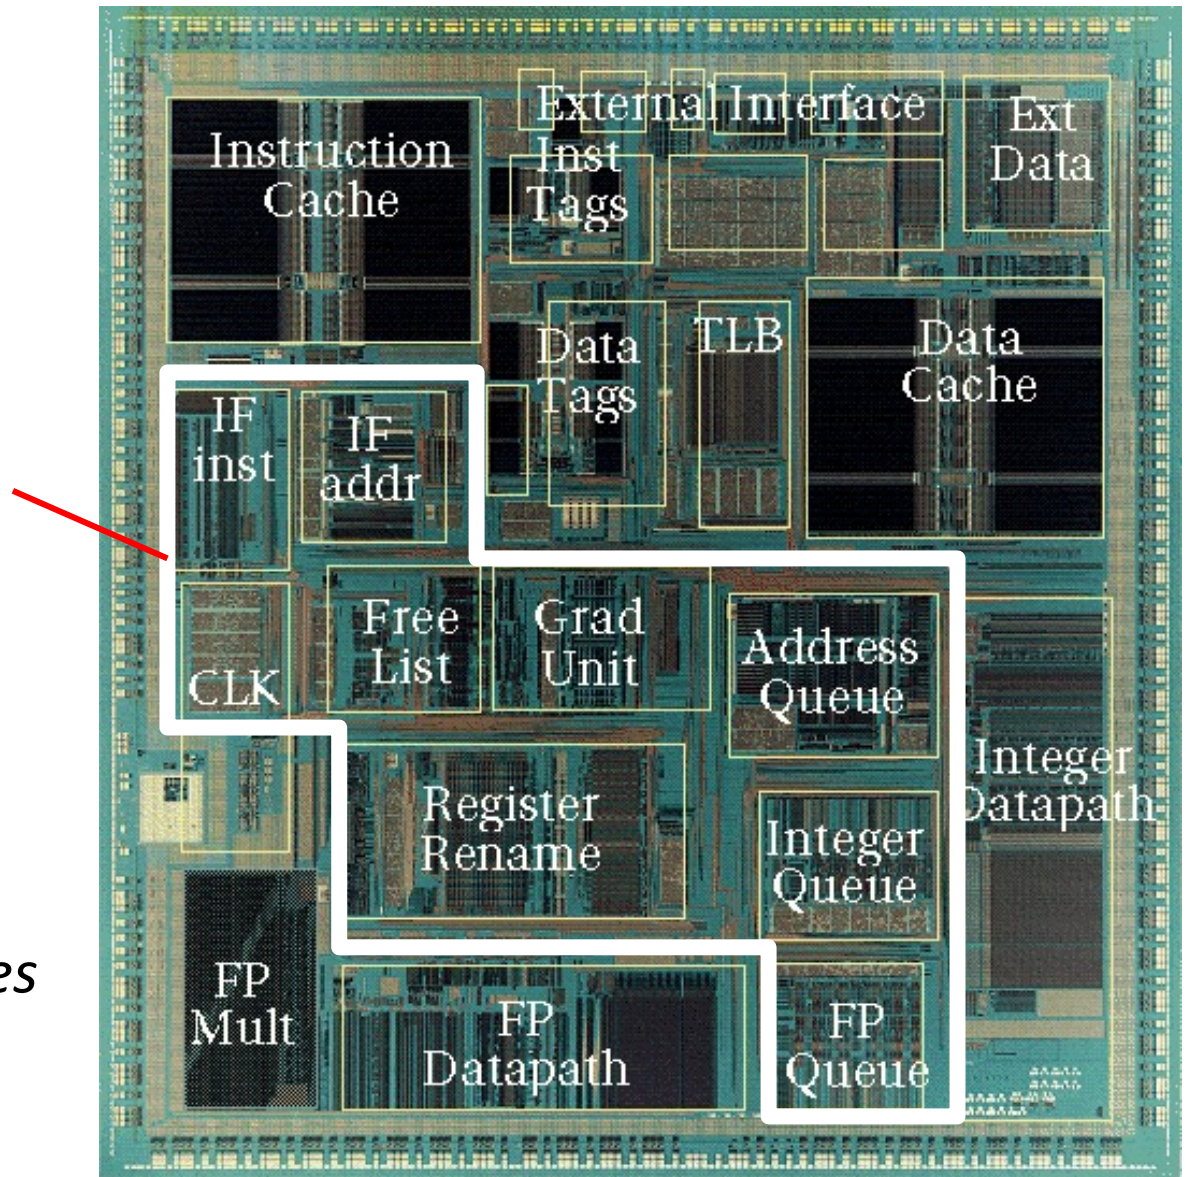 External Interface
Ext
Data
Instruction
Cache
Inst
Tags
Data
Tags
TLB
Data
Cache
IF
inst
IF
addr
Free
List
Grad
Unit
Address
Queue
CLK
Integer
Datapath
Register
Rename
Integer
Queue
es
FP
Mult
FP
Datapath
FP
Queue